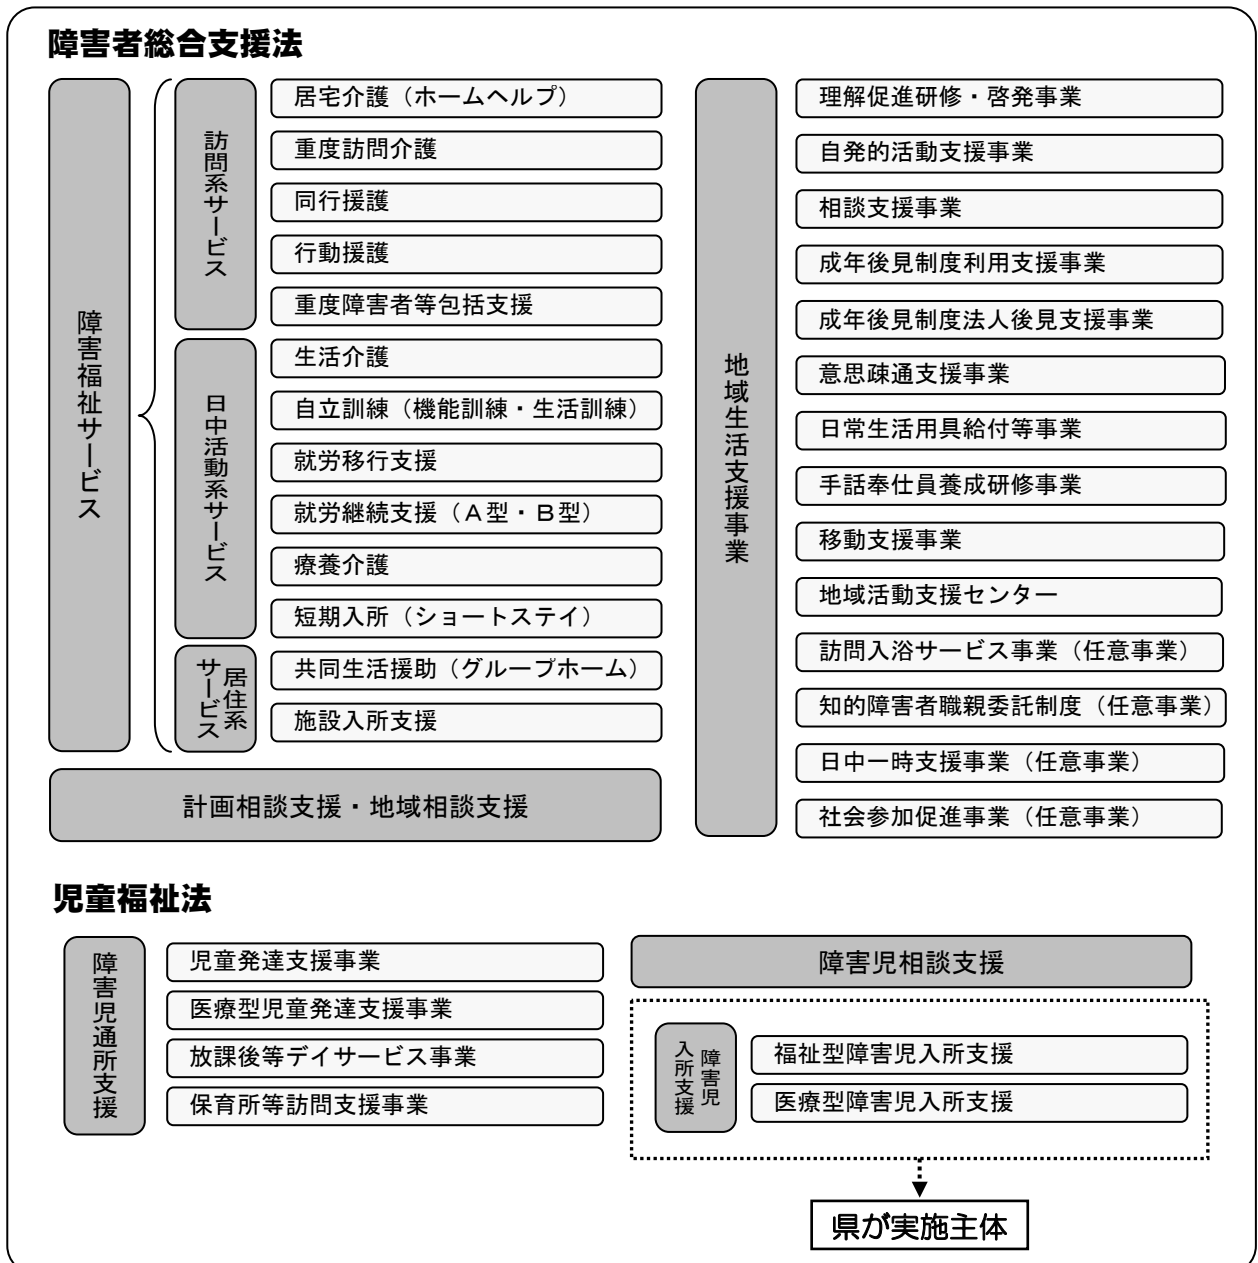 障害者総合支援法
障害福祉サービス
訪問系サービス
居宅介護（ホームヘルプ）
重度訪問介護
同行援護
行動援護
重度障害者等包括支援
日中活動系サービス
生活介護
自立訓練（機能訓練・生活訓練）
就労移行支援
就労継続支援（Ａ型・Ｂ型）
療養介護
短期入所（ショートステイ）
居住系
サービス
共同生活援助（グループホーム）
施設入所支援
計画相談支援・地域相談支援
地域生活支援事業
理解促進研修・啓発事業
自発的活動支援事業
相談支援事業
成年後見制度利用支援事業
成年後見制度法人後見支援事業
意思疎通支援事業
日常生活用具給付等事業
手話奉仕員養成研修事業
移動支援事業
地域活動支援センター
訪問入浴サービス事業（任意事業）
知的障害者職親委託制度（任意事業）
日中一時支援事業（任意事業）
社会参加促進事業（任意事業）
児童福祉法
障害児通所支援
児童発達支援事業
医療型児童発達支援事業
放課後等デイサービス事業
保育所等訪問支援事業
障害児相談支援
障害児
入所支援
福祉型障害児入所支援
医療型障害児入所支援
県が実施主体